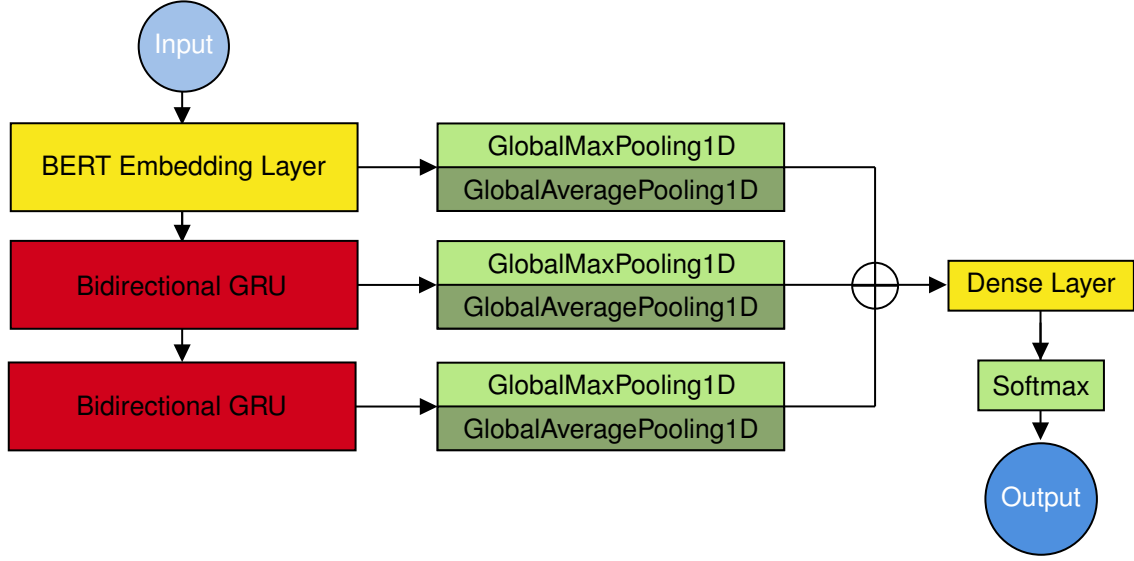 Input
BERT Embedding Layer
GlobalMaxPooling1D
GlobalAveragePooling1D
Bidirectional GRU
GlobalMaxPooling1D
GlobalAveragePooling1D
Dense Layer
Bidirectional GRU
GlobalMaxPooling1D
GlobalAveragePooling1D
Softmax
Output